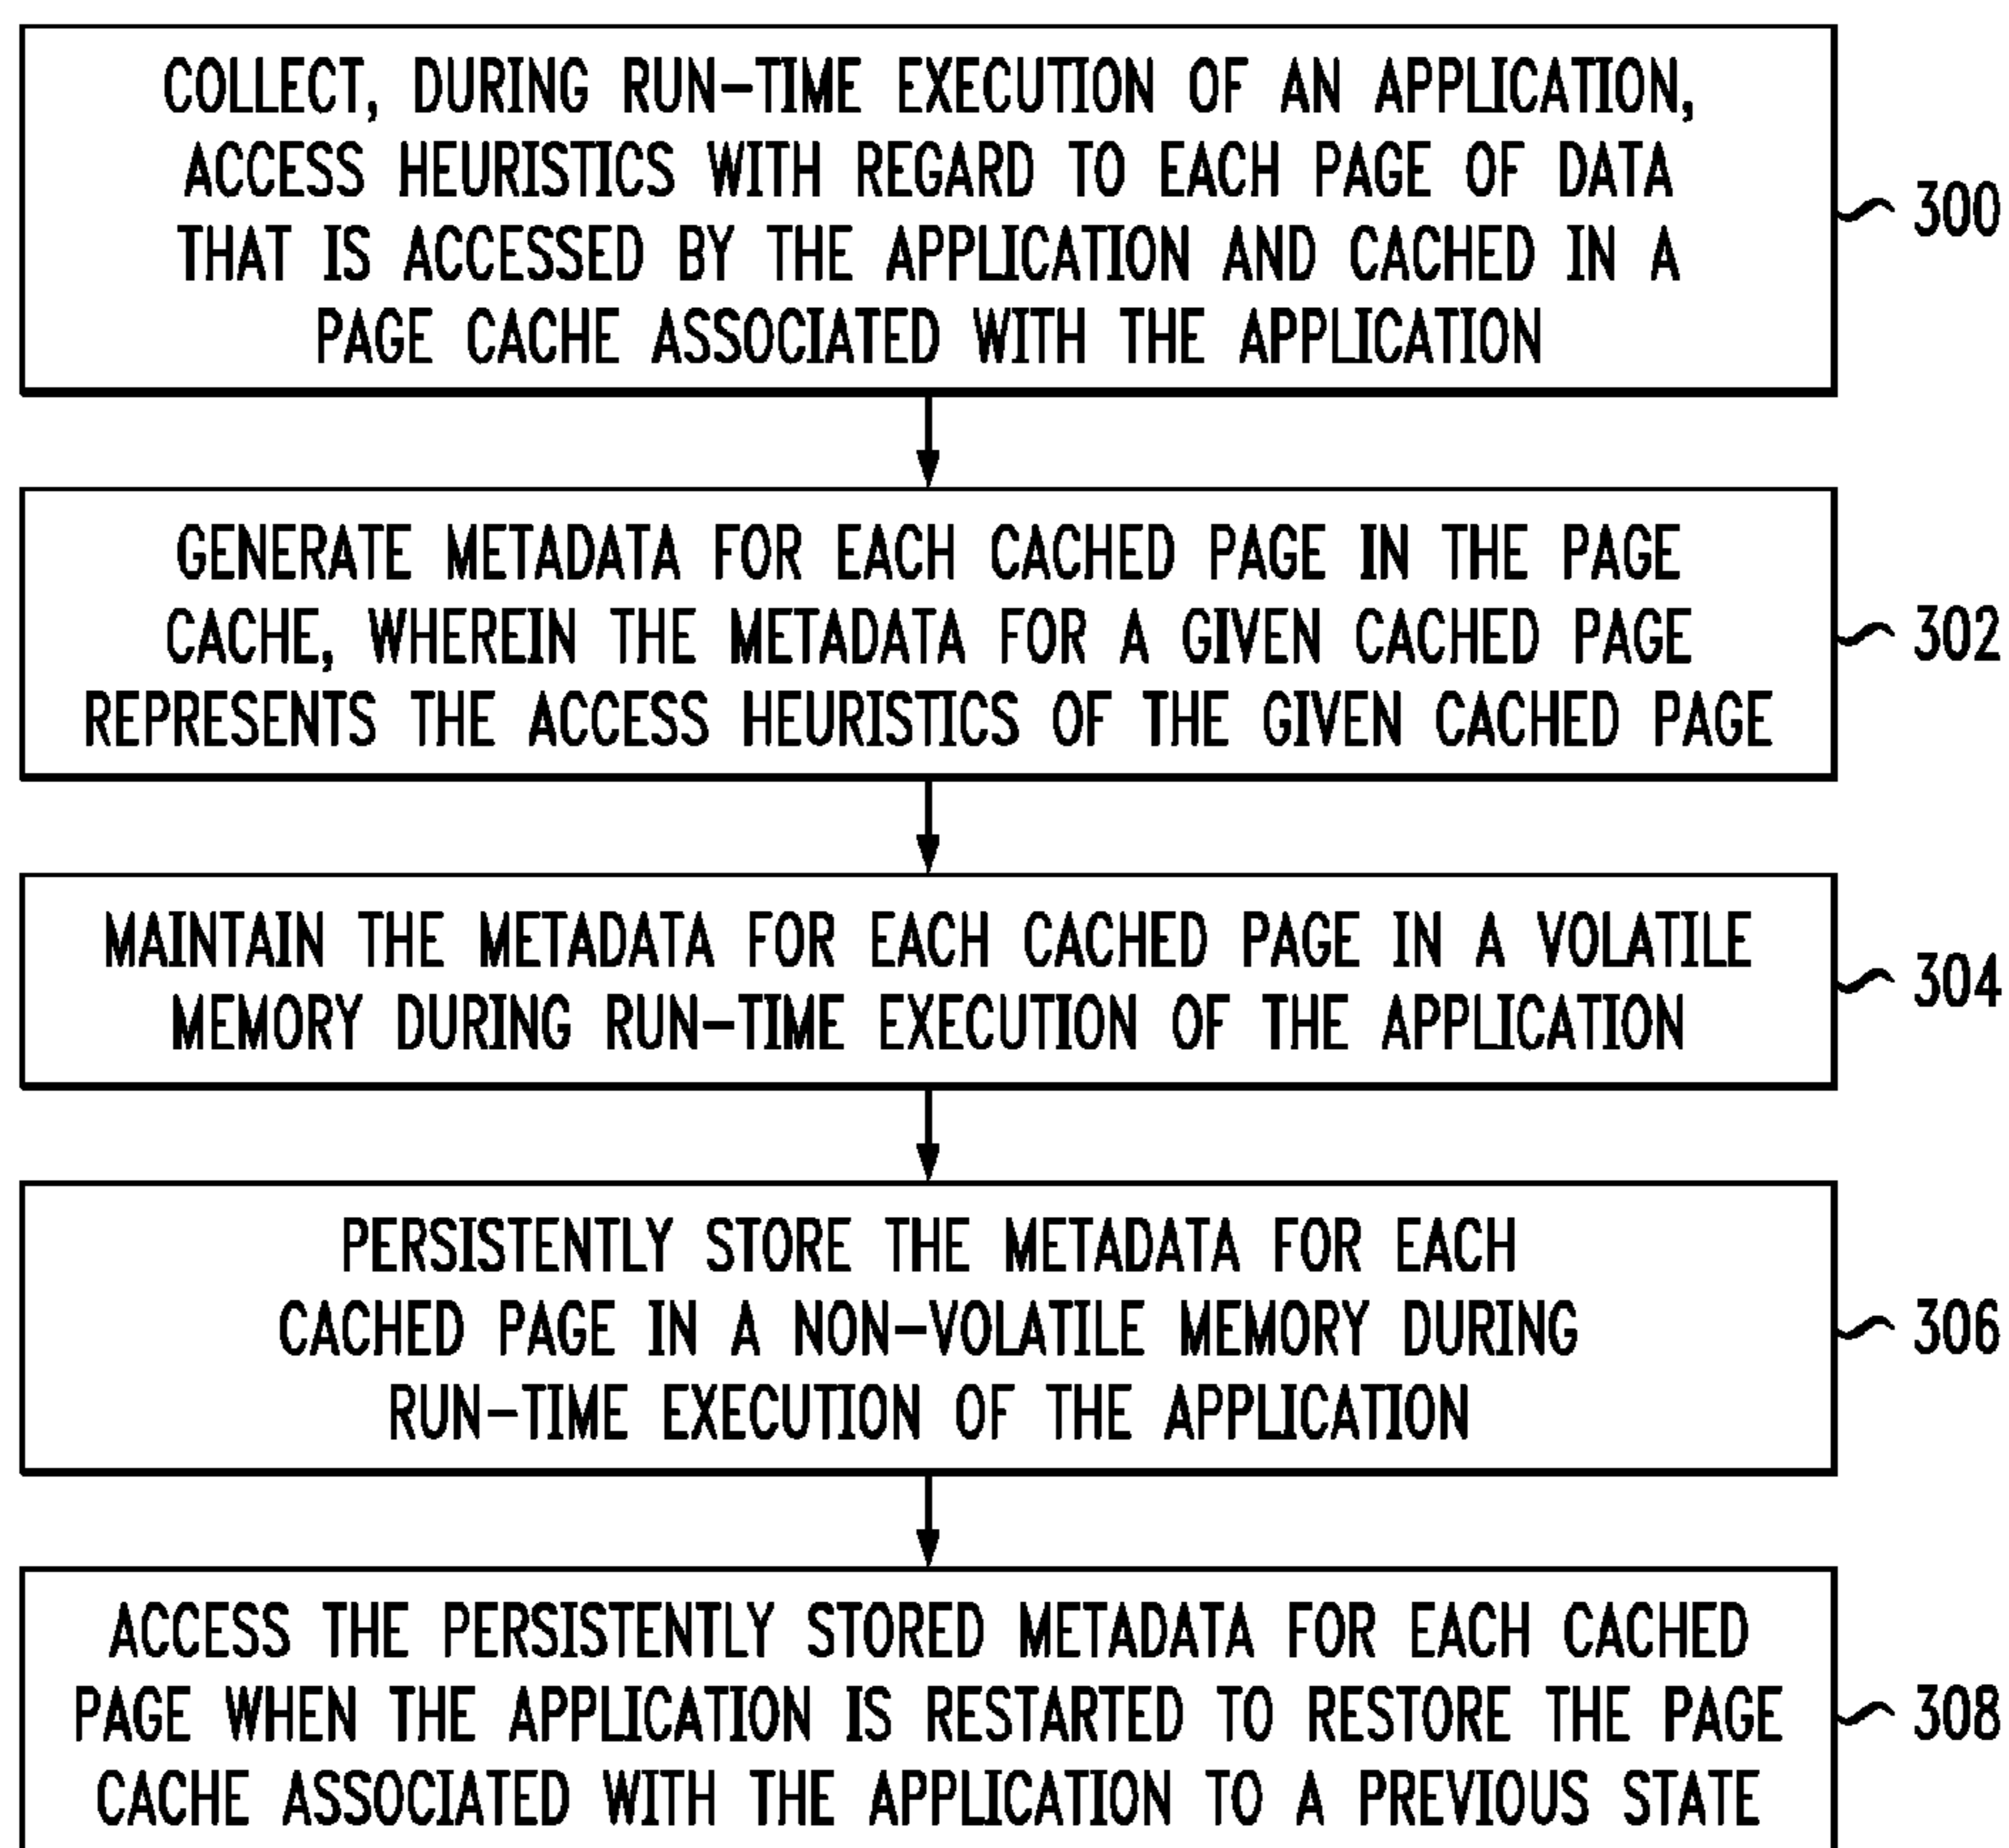 COLLECT, DURING RUN-TIME EXECUTION OF AN APPLICATION,
ACCESS HEURISTICS WITH REGARD TO EACH PAGE OF DATA
THAT IS ACCESSED BY THE APPLICATION AND CACHED IN A
PAGE CACHE ASSOCIATED WITH THE APPLICATION
300
GENERATE METADATA FOR EACH CACHED PAGE IN THE PAGE
CACHE, WHEREIN THE METADATA FOR A GIVEN CACHED PAGE
REPRESENTS THE ACCESS HEURISTICS OF THE GIVEN CACHED PAGE
302
MAINTAIN THE METADATA FOR EACH CACHED PAGE IN A VOLATILE
MEMORY DURING RUN-TIME EXECUTION OF THE APPLICATION
304
PERSISTENTLY STORE THE METADATA FOR EACH
CACHED PAGE IN A NON-VOLATILE MEMORY DURING
RUN-TIME EXECUTION OF THE APPLICATION
306
ACCESS THE PERSISTENTLY STORED METADATA FOR EACH CACHED
PAGE WHEN THE APPLICATION IS RESTARTED TO RESTORE THE PAGE
CACHE ASSOCIATED WITH THE APPLICATION TO A PREVIOUS STATE
308